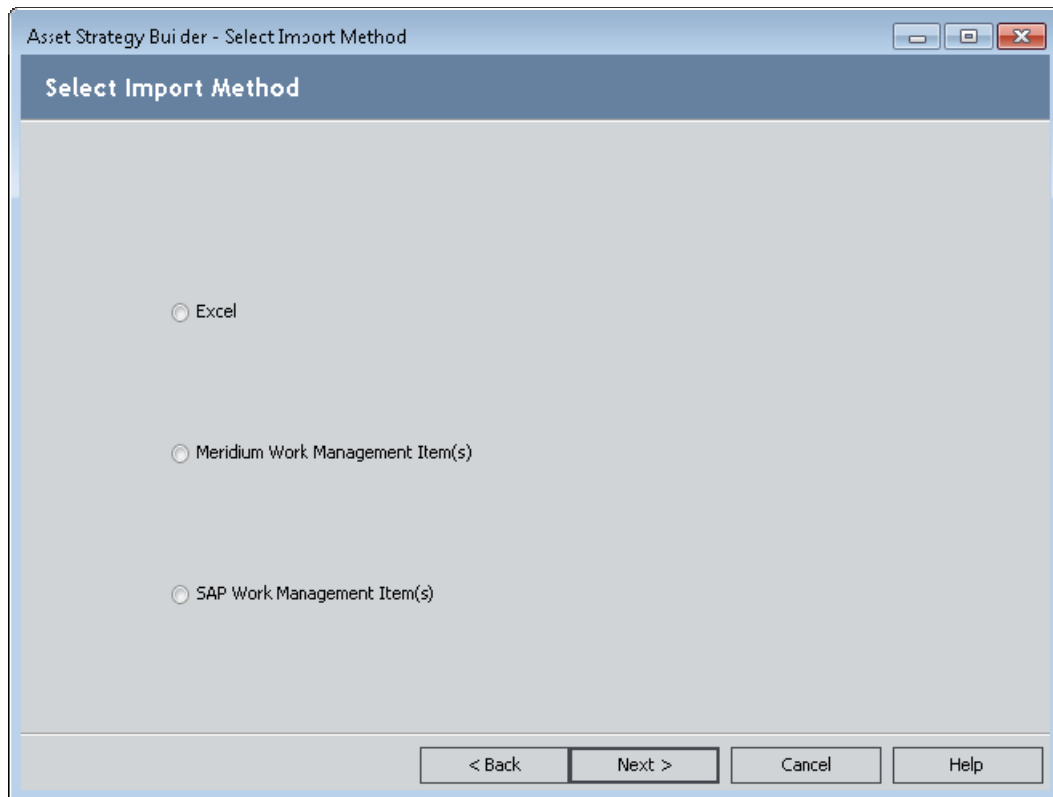 Asset Strategy Builder - Select Import Method
Select Import Method
Excel
Meridium Work Management Item(s)
SAP Work Management Item(s)
< Back
Next >
Cancel
Help